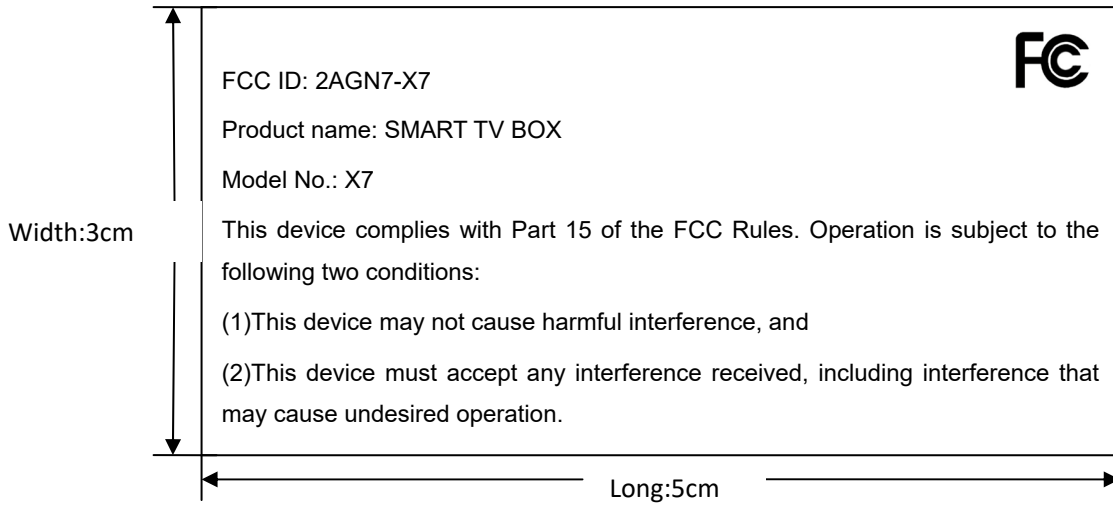 FC
FCC ID: 2AGN7-X7
Product name: SMART TV BOX
Model No.: X7
Width:3cm
This device complies with Part 15 of the FCC Rules. Operation is subject to the
following two conditions:
(1)This device may not cause harmful interference, and
(2)This device must accept any interference received, including interference that
may cause undesired operation.
Long:5cm